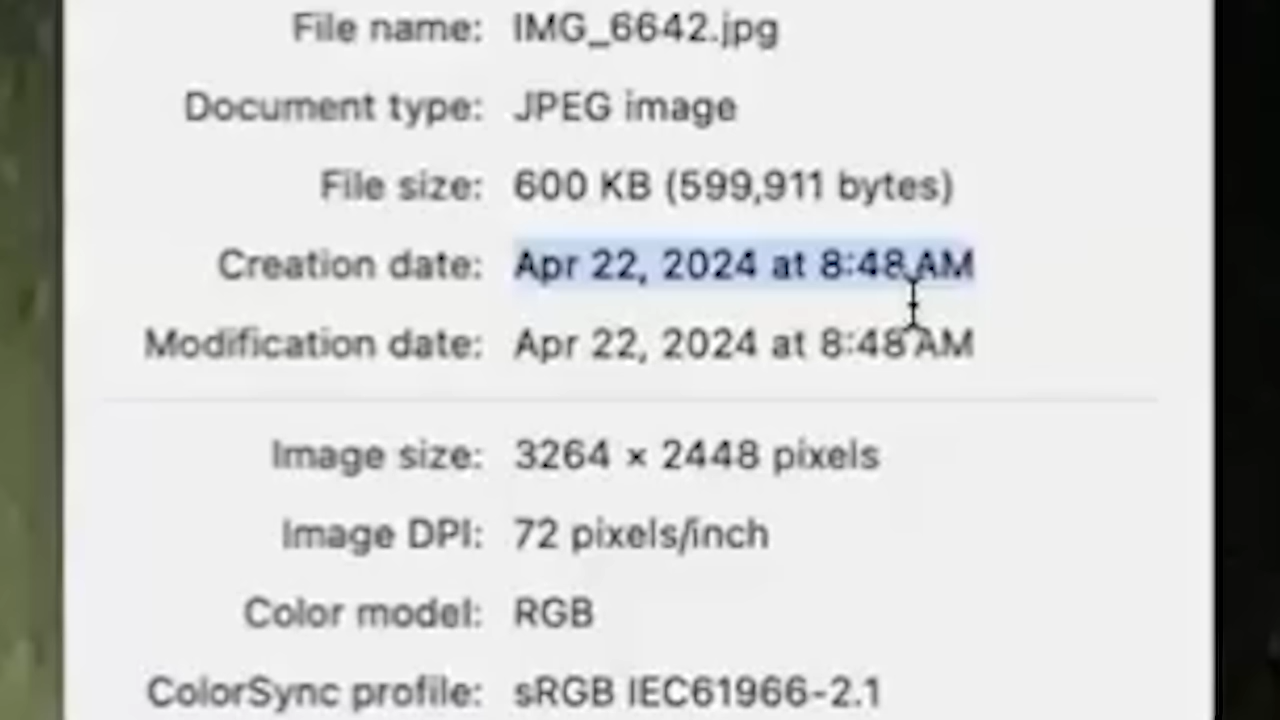 File name: IMG_6642.jpg
Document type: JPEG image
File size: 600 KB (599,911 bytes)
Creation date: Apr 22, 2024 at 8:48 AM
Modification date: Apr 22, 2024 at 8:48 AM
Image size: 3264 × 2448 pixels
Image DPI: 72 pixels/inch
Color model: RGB
ColorSync profile: sRGB IEC61966-2.1